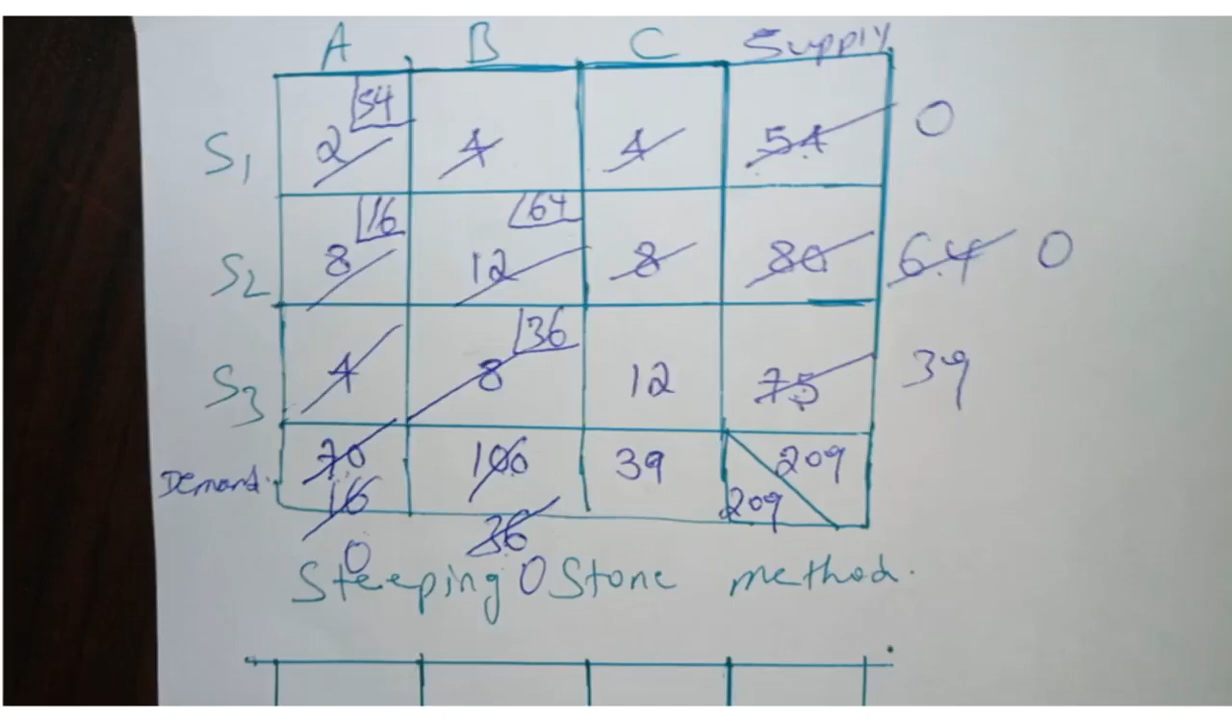 A B C Supply
54
S1 2 4 4 54 0
16 64
S2 8 12 8 80 64 0
36
S3 4 8 12 75 39
Demand 70 100 39 209
16 36 209
0 0
Steeping Stone method.